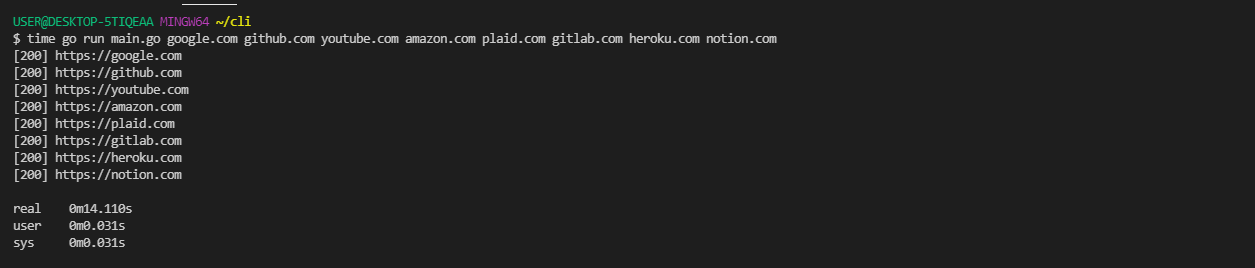 USER@DESKTOP-5TIQEAA MINGW64 ~/cli
$ time go run main.go google.com github.com youtube.com amazon.com plaid.com gitlab.com heroku.com notion.com
[200] https://google.com
[200] https://github.com
[200] https://youtube.com
[200] https://amazon.com
[200] https://plaid.com
[200] https://gitlab.com
[200] https://heroku.com
[200] https://notion.com
real 0m14.110s
user 0m0.031s
sys 0m0.031s